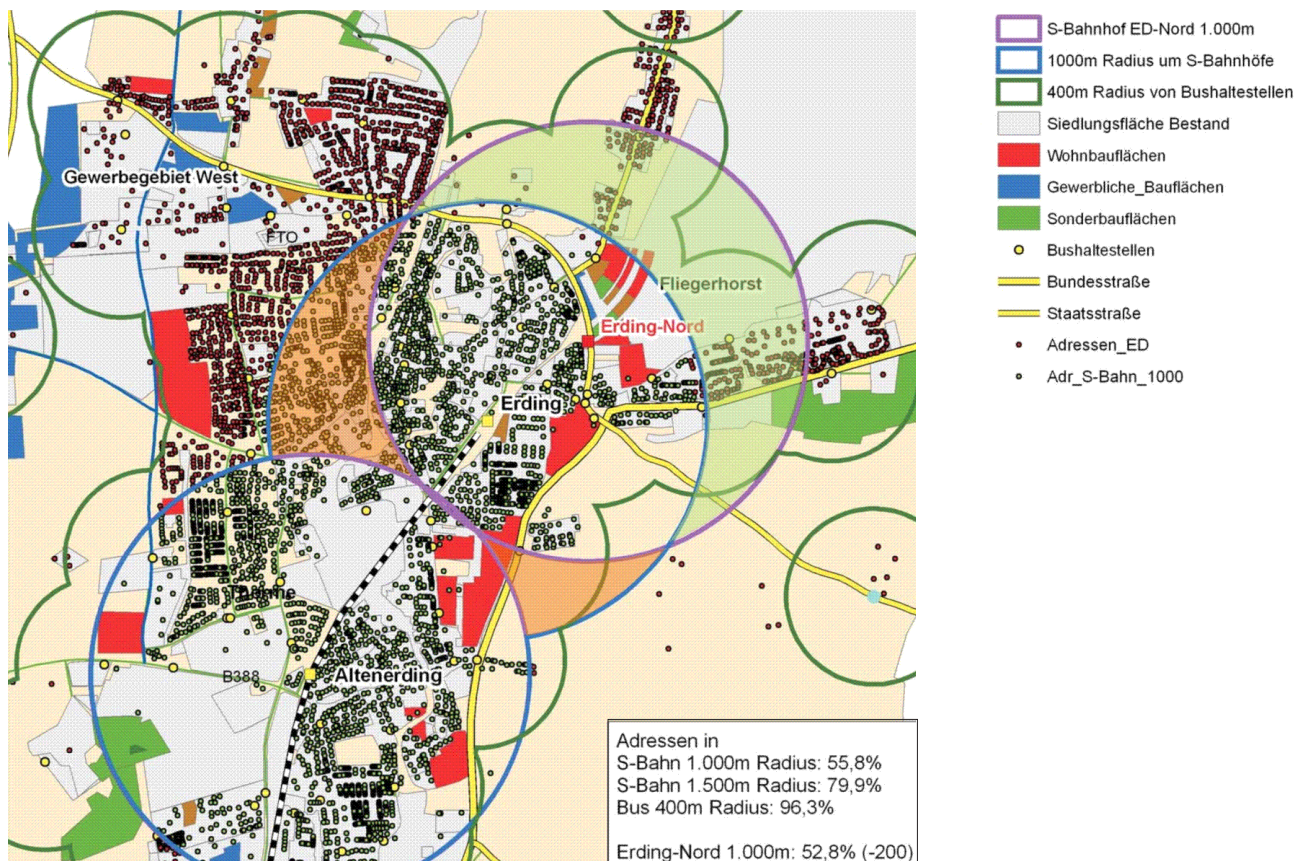 S-Bahnhof ED-Nord 1.000m
1000m Radius um S-Bahnhöfe
400m Radius von Bushaltestellen
Siedlungsfläche Bestand
Wohnbauflächen
Gewerbliche_Bauflächen
Sonderbauflächen
Bushaltestellen
Bundesstraße
Staatsstraße
Adressen_ED
Adr_S-Bahn_1000
Gewerbegebiet West
FTO
Fliegerhorst
Erding-Nord
Erding
Therme
B388
Altenerding
Adressen in
S-Bahn 1.000m Radius: 55,8%
S-Bahn 1.500m Radius: 79,9%
Bus 400m Radius: 96,3%
Erding-Nord 1.000m: 52,8% (-200)